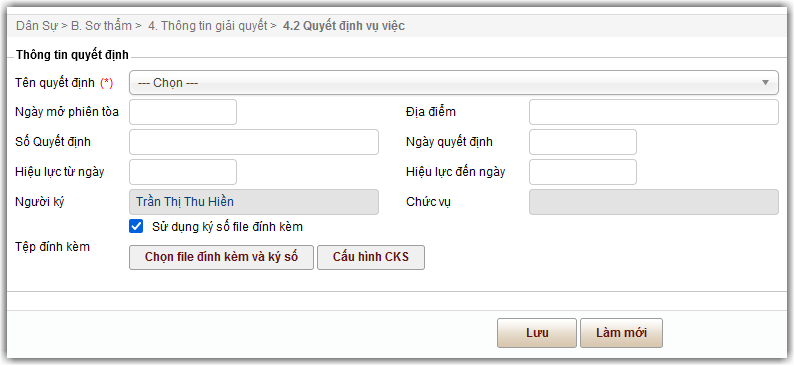 Dân Sự > B. Sơ thẩm > 4. Thông tin giải quyết > 4.2 Quyết định vụ việc
Thông tin quyết định
Tên quyết định (*) --- Chọn ---
Ngày mở phiên tòa Địa điểm
Số Quyết định Ngày quyết định
Hiệu lực từ ngày Hiệu lực đến ngày
Người ký Trần Thị Thu Hiền Chức vụ
Sử dụng ký số file đính kèm
Tệp đính kèm
Chọn file đính kèm và ký số Cấu hình CKS
Lưu Làm mới